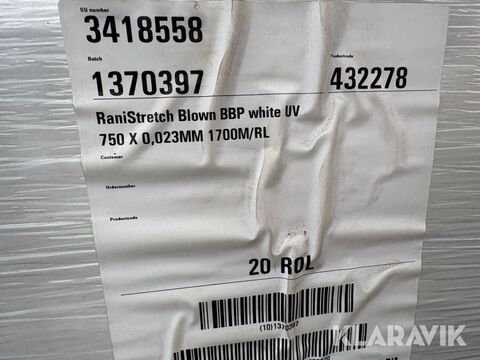 SU number
3418558
Batch
Productcode
1370397
432278
RaniStretch Blown BBP white UV
750 X 0,023MM 1700M/RL
Customer
Ordernumber
Productcode
20 ROL
(10)1370397
KLARAVIK